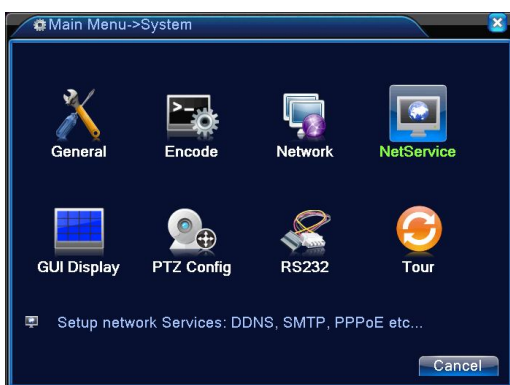 Main Menu->System
General Encode Network NetService
GUI Display PTZ Config RS232 Tour
Setup network Services: DDNS, SMTP, PPPoE etc...
Cancel